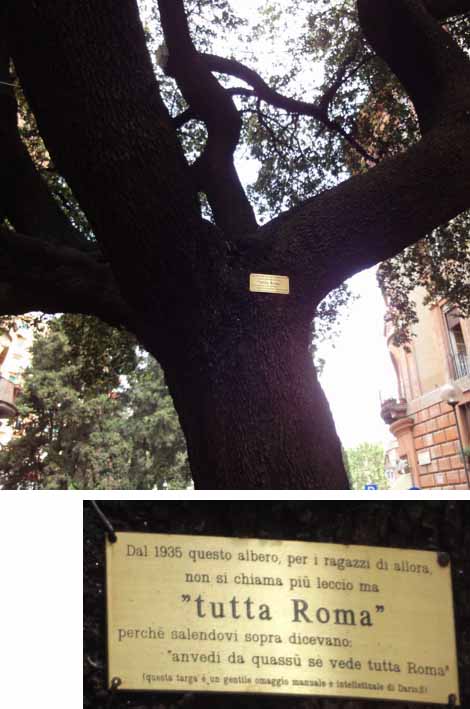 Dal 1935 questo albero, per i ragazzi di allora,
non si chiama più leccio ma
"tutta Roma"
perchè salendovi sopra dicevano:
"anvedi da quassù sè vede tutta Roma"
(questa targa è un gentile omaggio manuale e intellettuale di Dario.S)